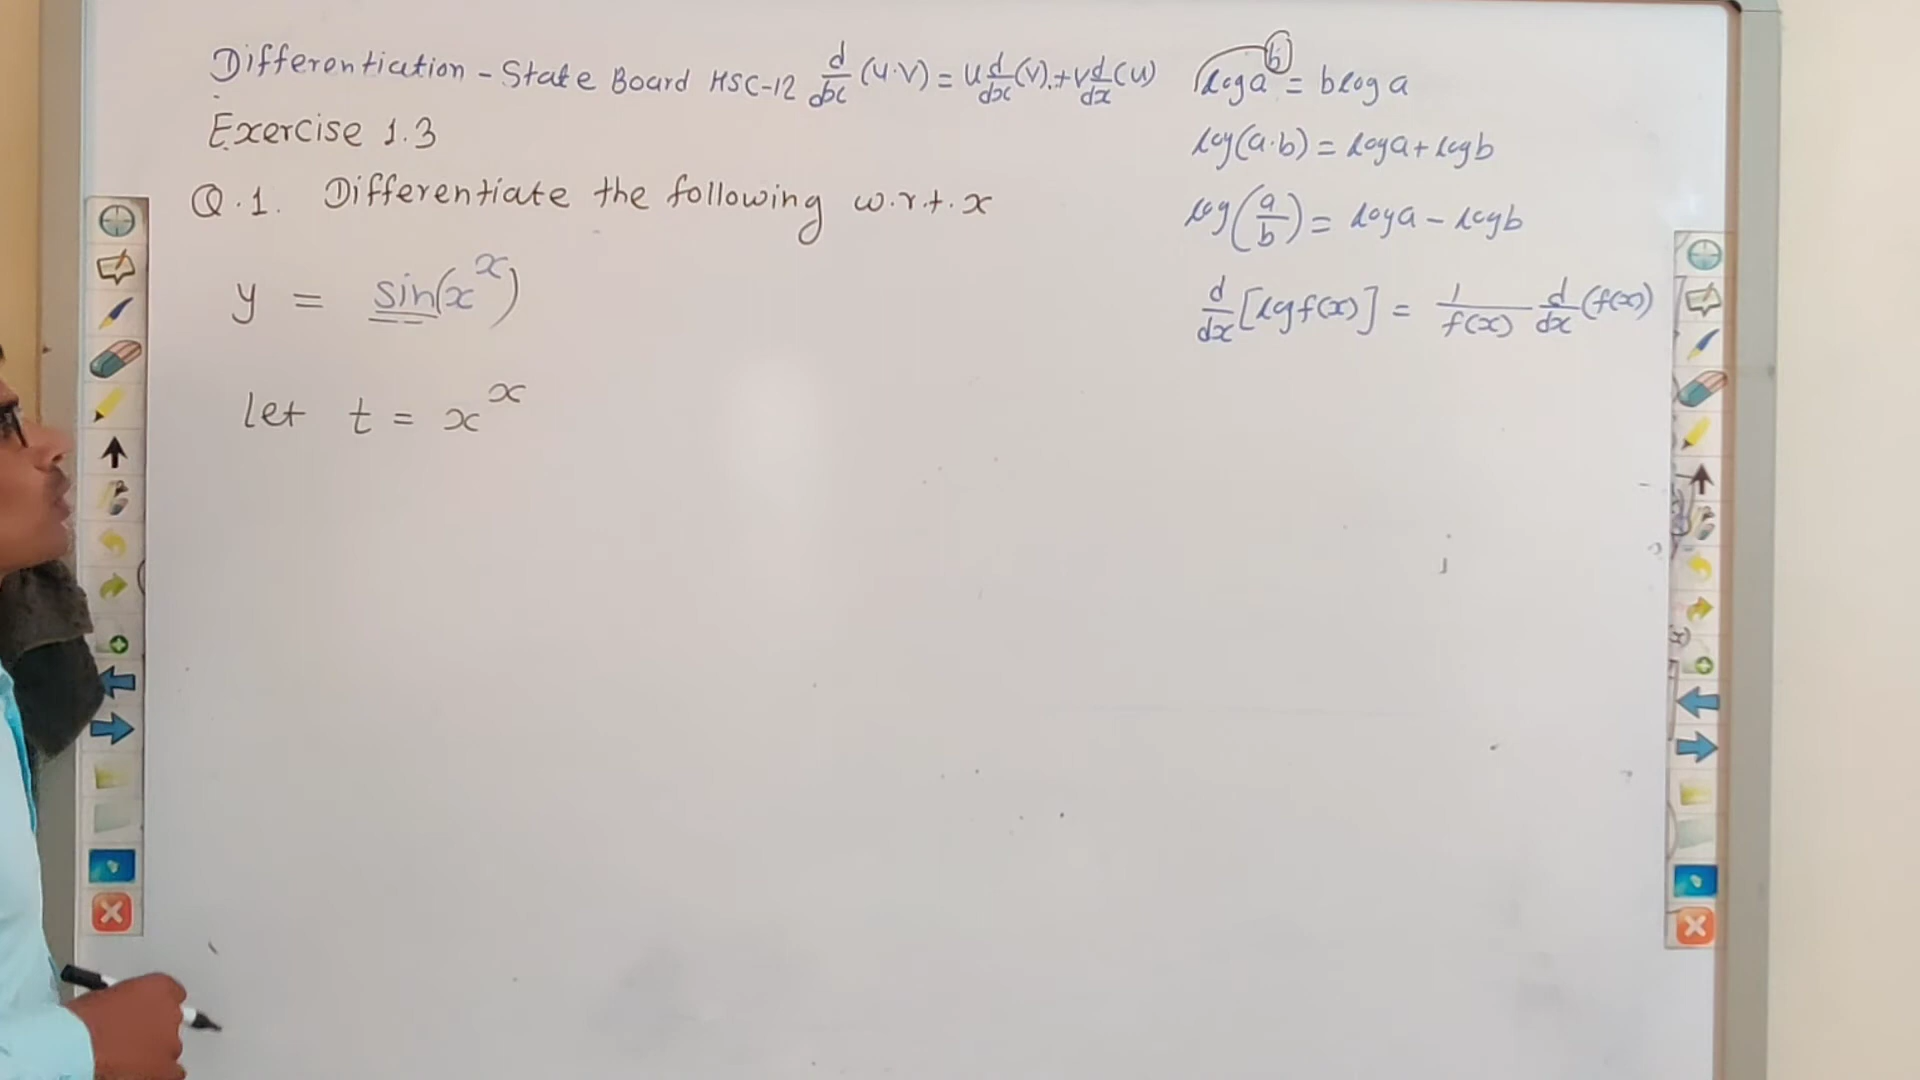 Differentiation - State Board HSC-12 d/dx (u·v) = u d/dx (v) + v d/dx (u)
Exercise 1.3
Q.1. Differentiate the following w.r.t. x
y = sin(x^x)
let t = x^x
log a^b = b log a
log(a·b) = log a + log b
log(a/b) = log a - log b
d/dx [log f(x)] = 1/f(x) d/dx (f(x))